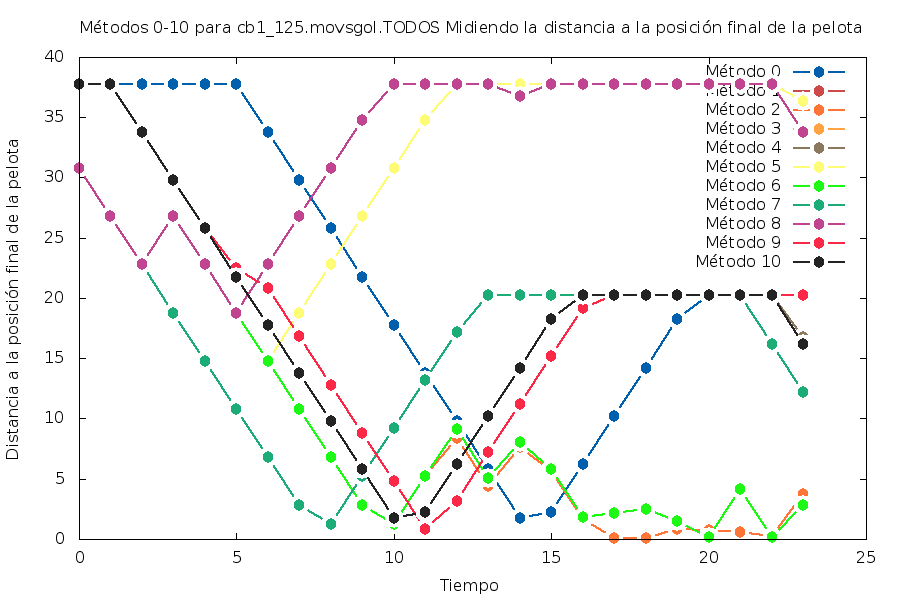 Métodos 0-10 para cb1_125.movsgol.TODOS Midiendo la distancia a la posición final de la pelota
Distancia a la posición final de la pelota
40
35
30
25
20
15
10
5
0
0
5
10
15
20
25
Tiempo
Método 0
Método 1
Método 2
Método 3
Método 4
Método 5
Método 6
Método 7
Método 8
Método 9
Método 10